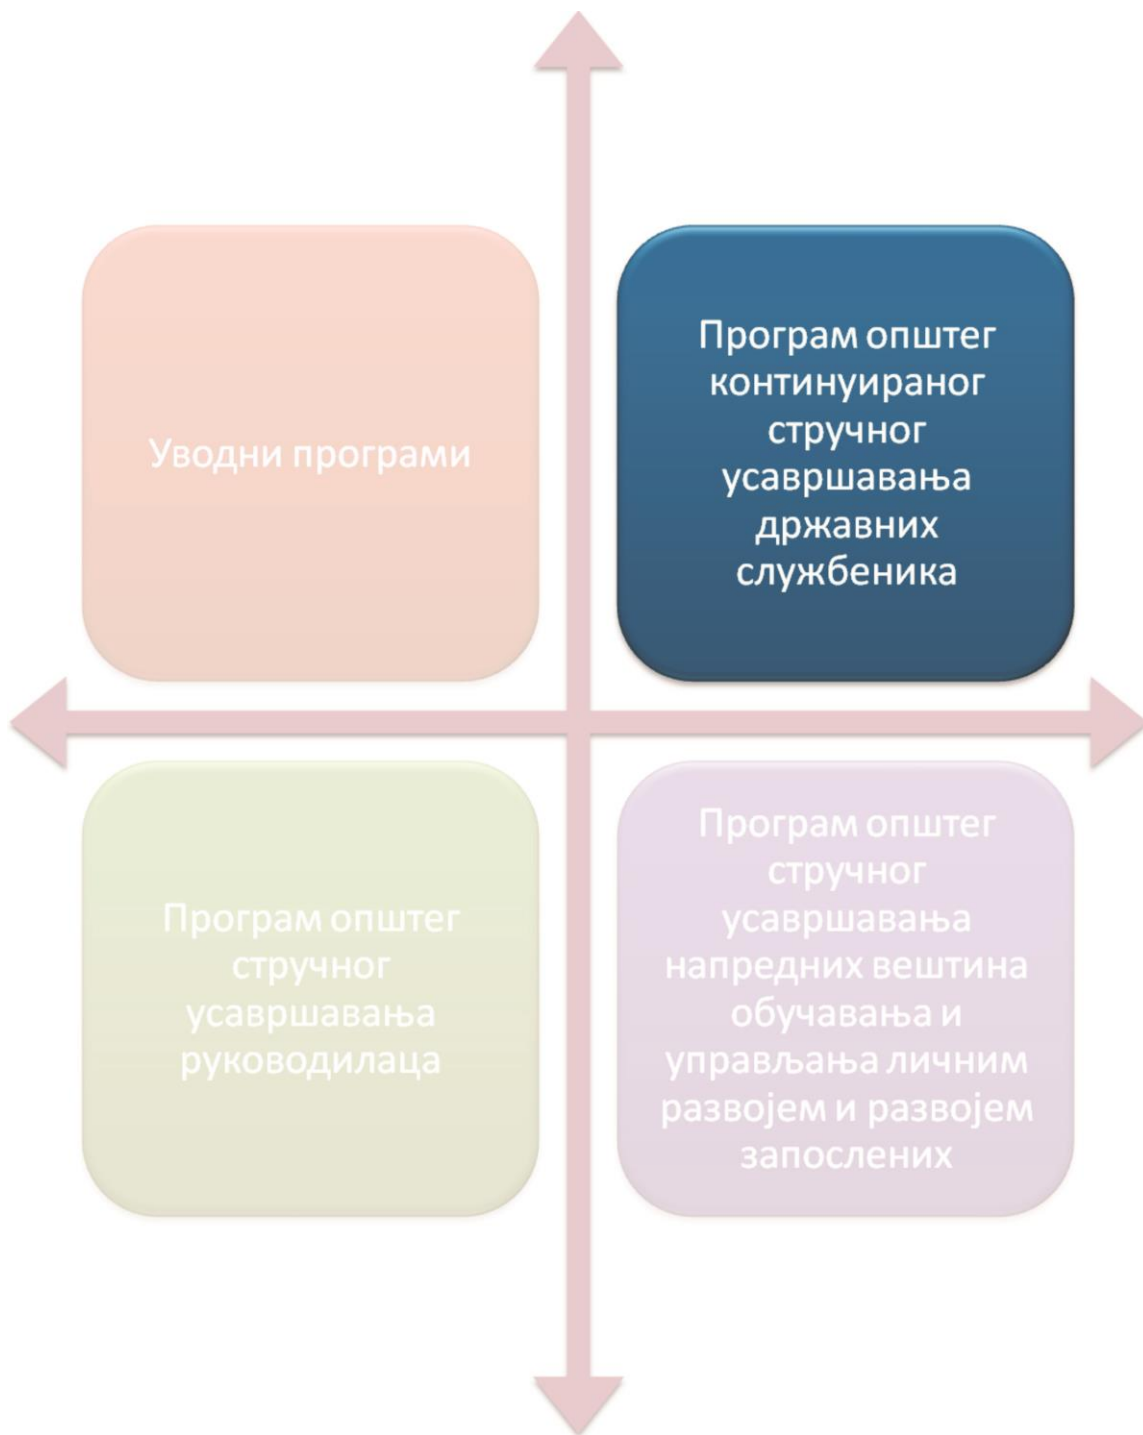 Уводни програми
Програм општег
континуираног
стручног
усавршавања
државних
службеника
Програм општег
стручног
усавршавања
руководилаца
Програм општег
стручног
усавршавања
напредних вештина
обучавања и
управљања личним
развојем и развојем
запослених